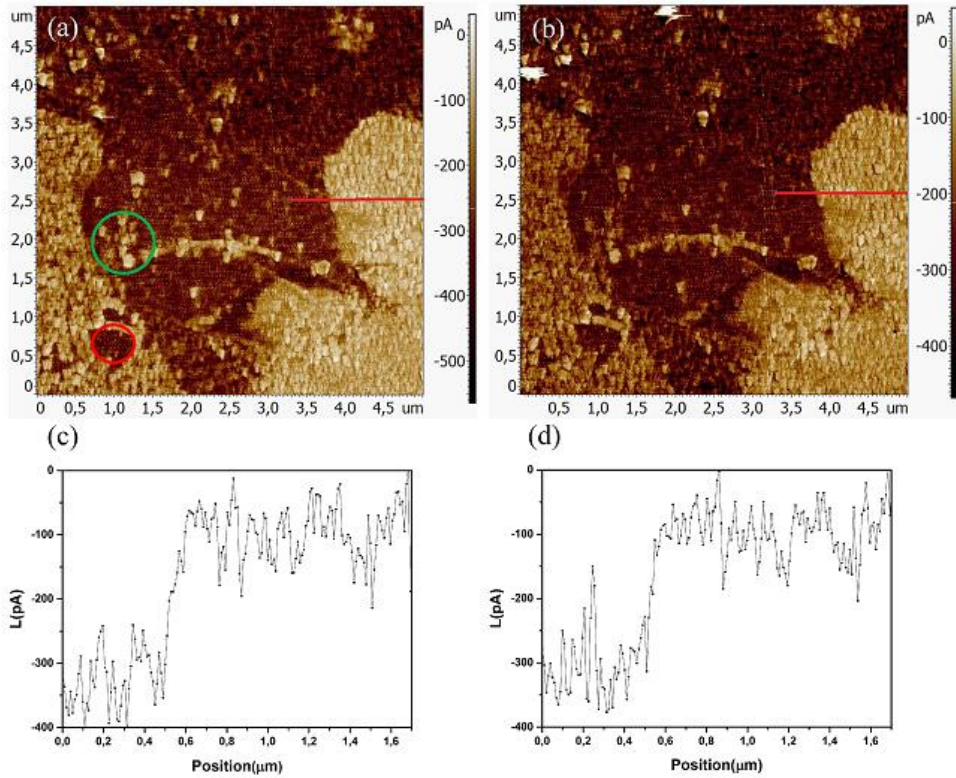 um
(a)
pA
4,5
4,0
3,5
3,0
2,5
2,0
1,5
1,0
0,5
0
0
-100
-200
-300
-400
-500
0 0,5 1,0 1,5 2,0 2,5 3,0 3,5 4,0 4,5 um
um
(b)
pA
4,5
4,0
3,5
3,0
2,5
2,0
1,5
1,0
0,5
0
0
-100
-200
-300
-400
0,5 1,0 1,5 2,0 2,5 3,0 3,5 4,0 4,5 um
(c)
0
-100
-200
-300
-400
L(pA)
0,0 0,2 0,4 0,6 0,8 1,0 1,2 1,4 1,6
Position(μm)
(d)
0
-100
-200
-300
-400
L(pA)
0,0 0,2 0,4 0,6 0,8 1,0 1,2 1,4 1,6
Position(μm)